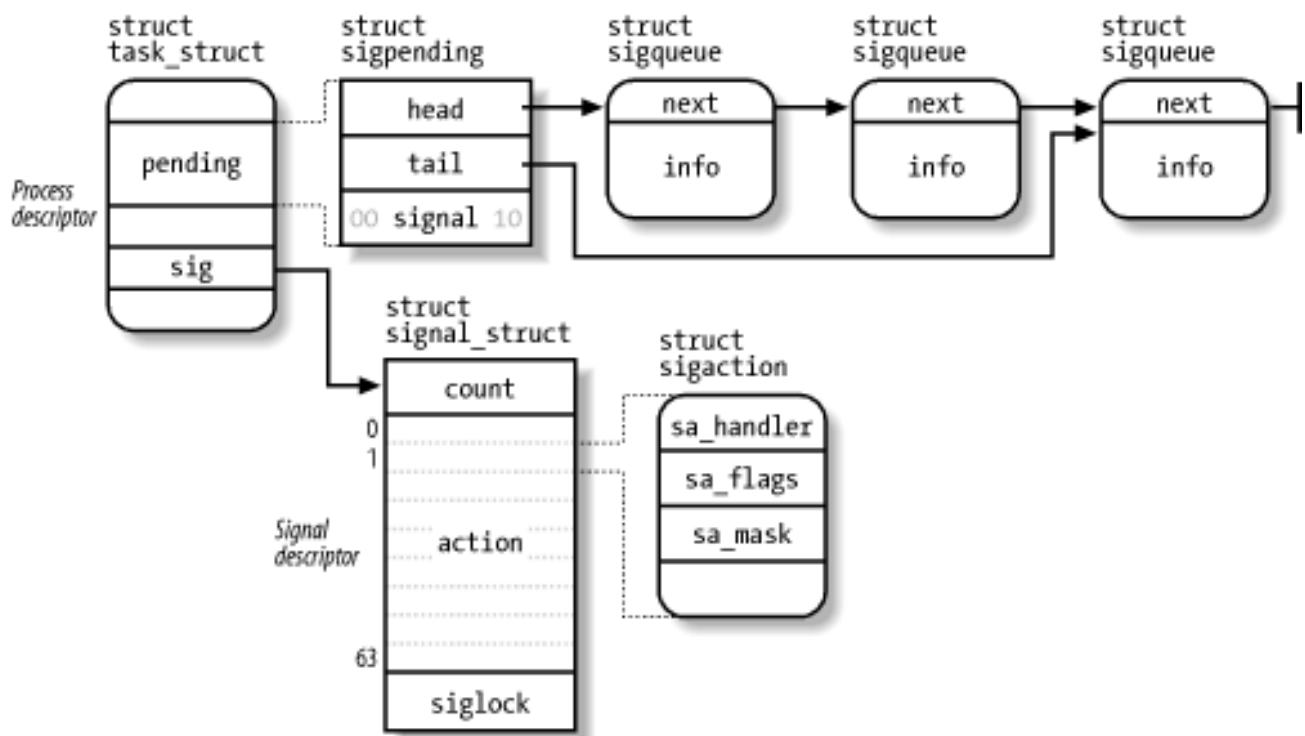 struct
task_struct
struct
sigpending
struct
sigqueue
struct
sigqueue
struct
sigqueue
head
next
next
next
pending
tail
info
info
info
Process
descriptor
00 signal 10
sig
struct
signal_struct
struct
sigaction
count
0
1
sa_handler
sa_flags
sa_mask
Signal
descriptor
action
63
siglock